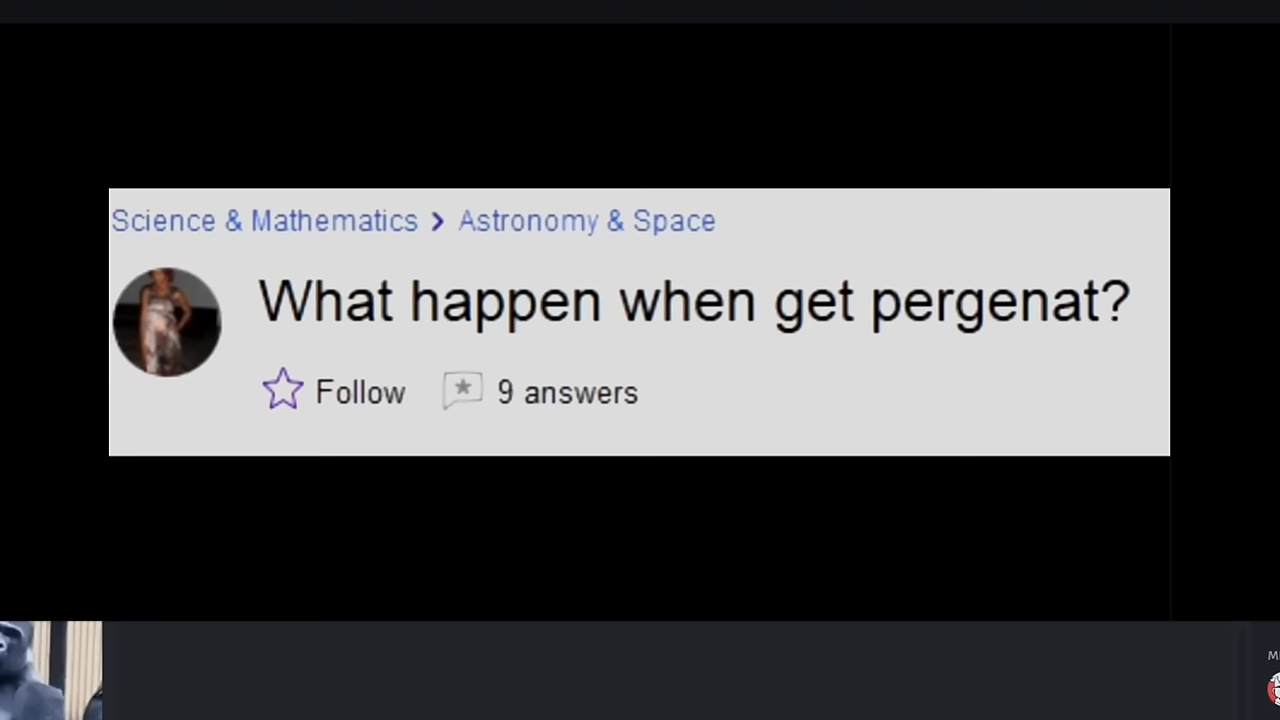 Science & Mathematics > Astronomy & Space
What happen when get pergenat?
Follow 9 answers